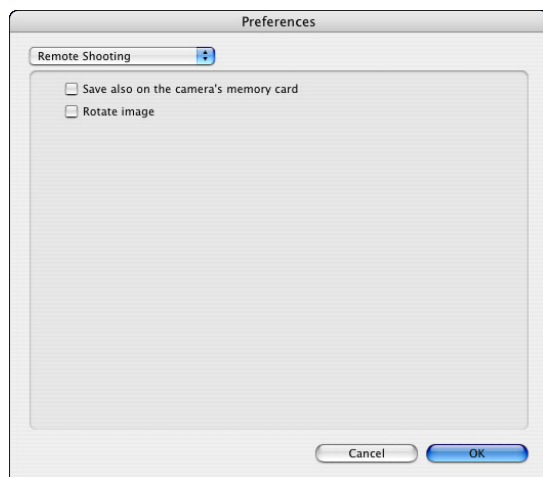 Preferences
Remote Shooting
Save also on the camera's memory card
Rotate image
Cancel OK